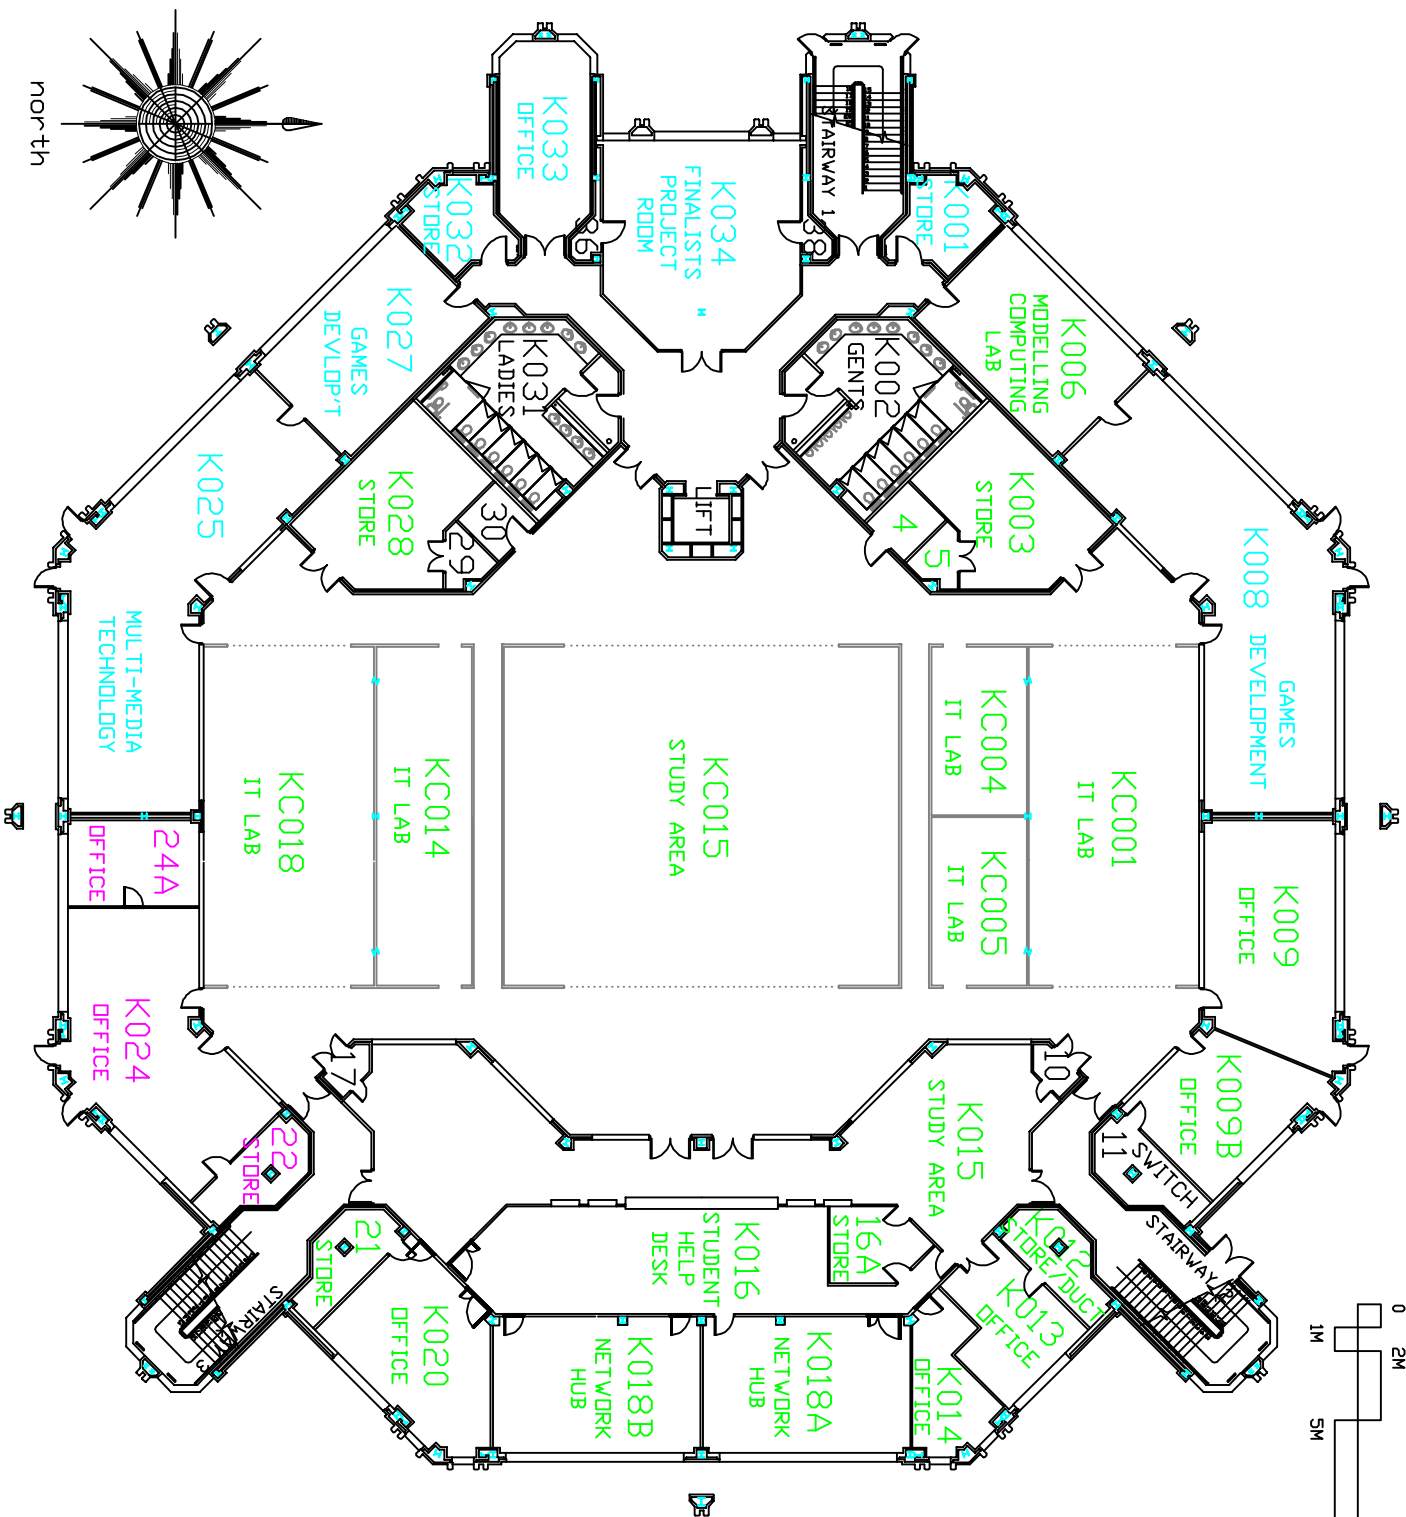 north
K033
OFFICE
K032
STORE
36
K034
FINALISTS
PROJECT
ROOM
38
STAIRWAY 1
K001
STORE
K027
GAMES
DEVLOP'T
K031
LADIES
K002
GENTS
K006
MODELLING
COMPUTING
LAB
K025
K028
STORE
30
29
LIFT
4
5
K003
STORE
K008
GAMES
DEVELOPMENT
MULTI-MEDIA
TECHNOLOGY
KC018
IT LAB
KC014
IT LAB
KC015
STUDY AREA
KC004
IT LAB
KC005
IT LAB
KC001
IT LAB
K009
OFFICE
24A
OFFICE
K024
OFFICE
17
10
K015
STUDY AREA
K009B
OFFICE
11
SWITCH
STAIRWAY 2
22
STORE
21
STORE
STAIRWAY 3
K016
STUDENT
HELP
DESK
16A
STORE
K012
STORE/DUCT
K013
OFFICE
K020
OFFICE
K018B
NETWORK
HUB
K018A
NETWORK
HUB
K014
OFFICE
0
1M
2M
5M